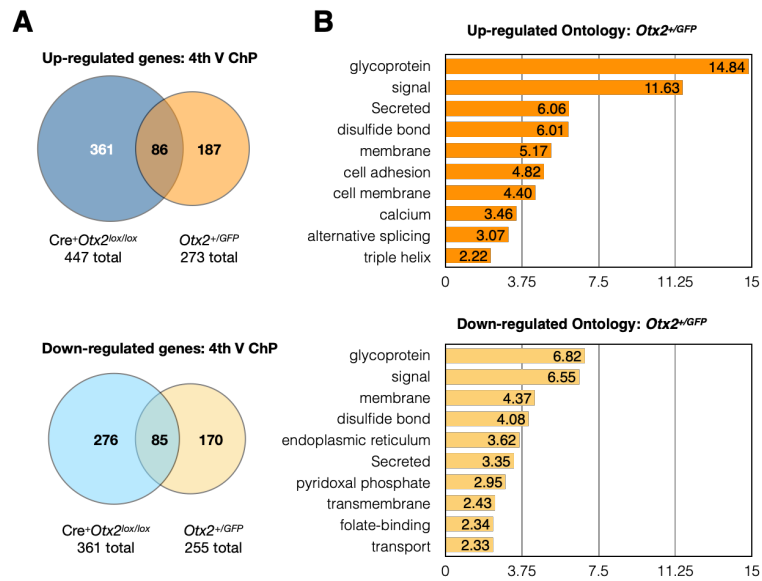 A
Up-regulated genes: 4th V ChP
361
86
187
Cre+Otx2lox/lox
447 total
Otx2+/GFP
273 total
Down-regulated genes: 4th V ChP
276
85
170
Cre+Otx2lox/lox
361 total
Otx2+/GFP
255 total
B
Up-regulated Ontology: Otx2+/GFP
glycoprotein 14.84
signal 11.63
Secreted 6.06
disulfide bond 6.01
membrane 5.17
cell adhesion 4.82
cell membrane 4.40
calcium 3.46
alternative splicing 3.07
triple helix 2.22
0 3.75 7.5 11.25 15
Down-regulated Ontology: Otx2+/GFP
glycoprotein 6.82
signal 6.55
membrane 4.37
disulfide bond 4.08
endoplasmic reticulum 3.62
Secreted 3.35
pyridoxal phosphate 2.95
transmembrane 2.43
folate-binding 2.34
transport 2.33
0 3.75 7.5 11.25 15